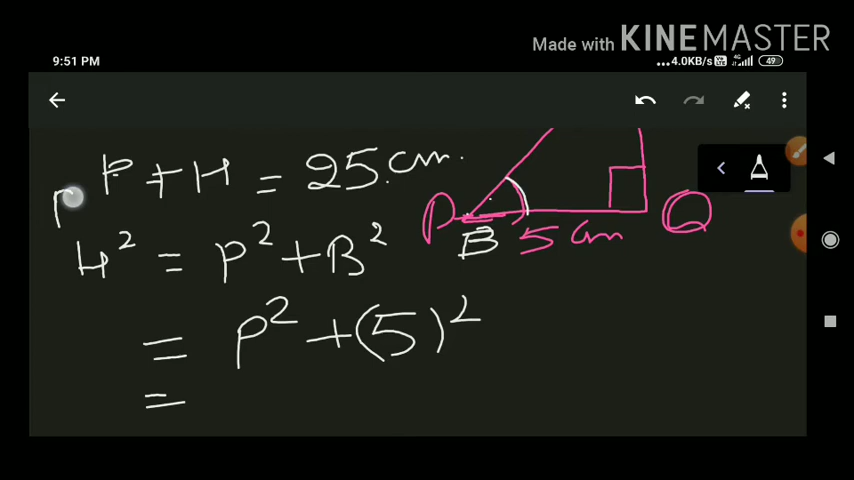 Made with KINEMASTER
9:51 PM
4.0KB/s 4G 49
P + H = 25 cm.
P
H² = P² + B²
P B 5 cm Q
= P² + (5)²
=